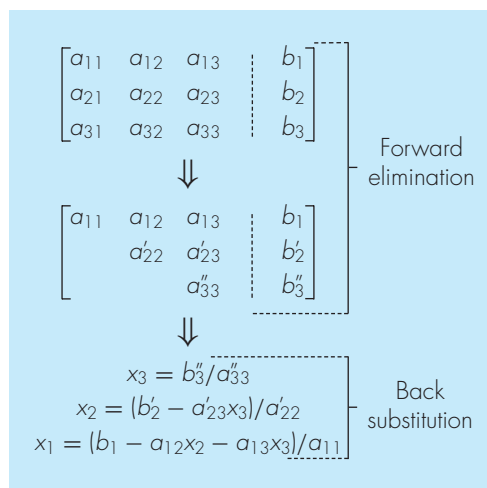 a₁₁ a₁₂ a₁₃ b₁
a₂₁ a₂₂ a₂₃ b₂
a₃₁ a₃₂ a₃₃ b₃
Forward
elimination
⇓
a₁₁ a₁₂ a₁₃ b₁
a′₂₂ a′₂₃ b′₂
a″₃₃ b″₃
⇓
x₃ = b″₃/a″₃₃
x₂ = (b′₂ − a′₂₃x₃)/a′₂₂
x₁ = (b₁ − a₁₂x₂ − a₁₃x₃)/a₁₁
Back
substitution